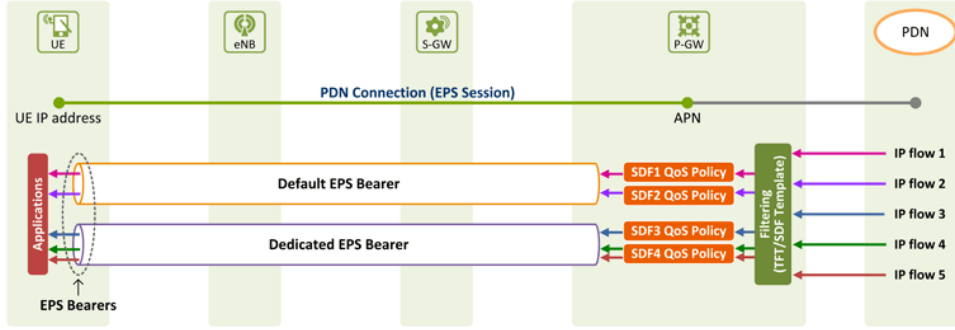 UE
eNB
S-GW
P-GW
PDN
PDN Connection (EPS Session)
UE IP address
APN
Applications
Default EPS Bearer
Dedicated EPS Bearer
SDF1 QoS Policy
SDF2 QoS Policy
SDF3 QoS Policy
SDF4 QoS Policy
Filtering
(TFT/SDF Template)
IP flow 1
IP flow 2
IP flow 3
IP flow 4
IP flow 5
EPS Bearers